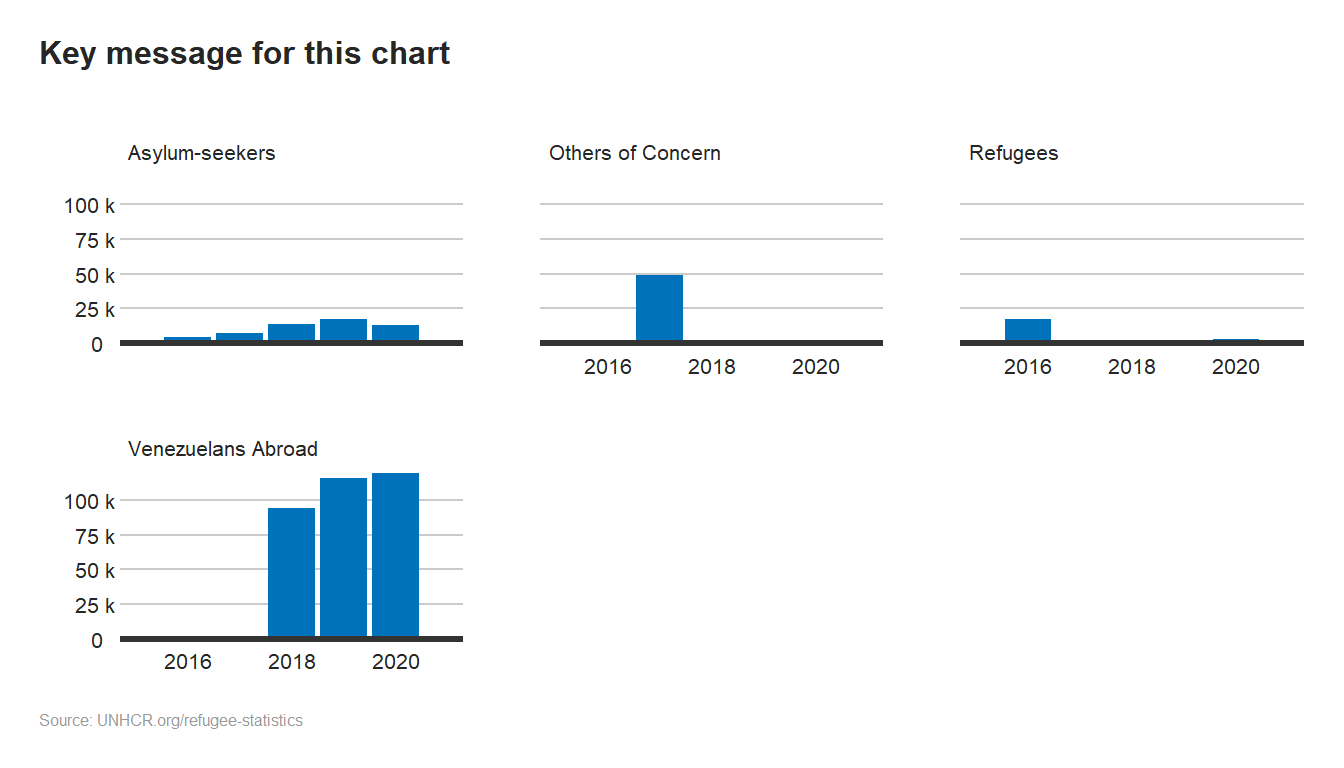 Key message for this chart
Asylum-seekers
Others of Concern
Refugees
100 k
75 k
50 k
25 k
0
2016 2018 2020
2016 2018 2020
Venezuelans Abroad
100 k
75 k
50 k
25 k
0
2016 2018 2020
Source: UNHCR.org/refugee-statistics